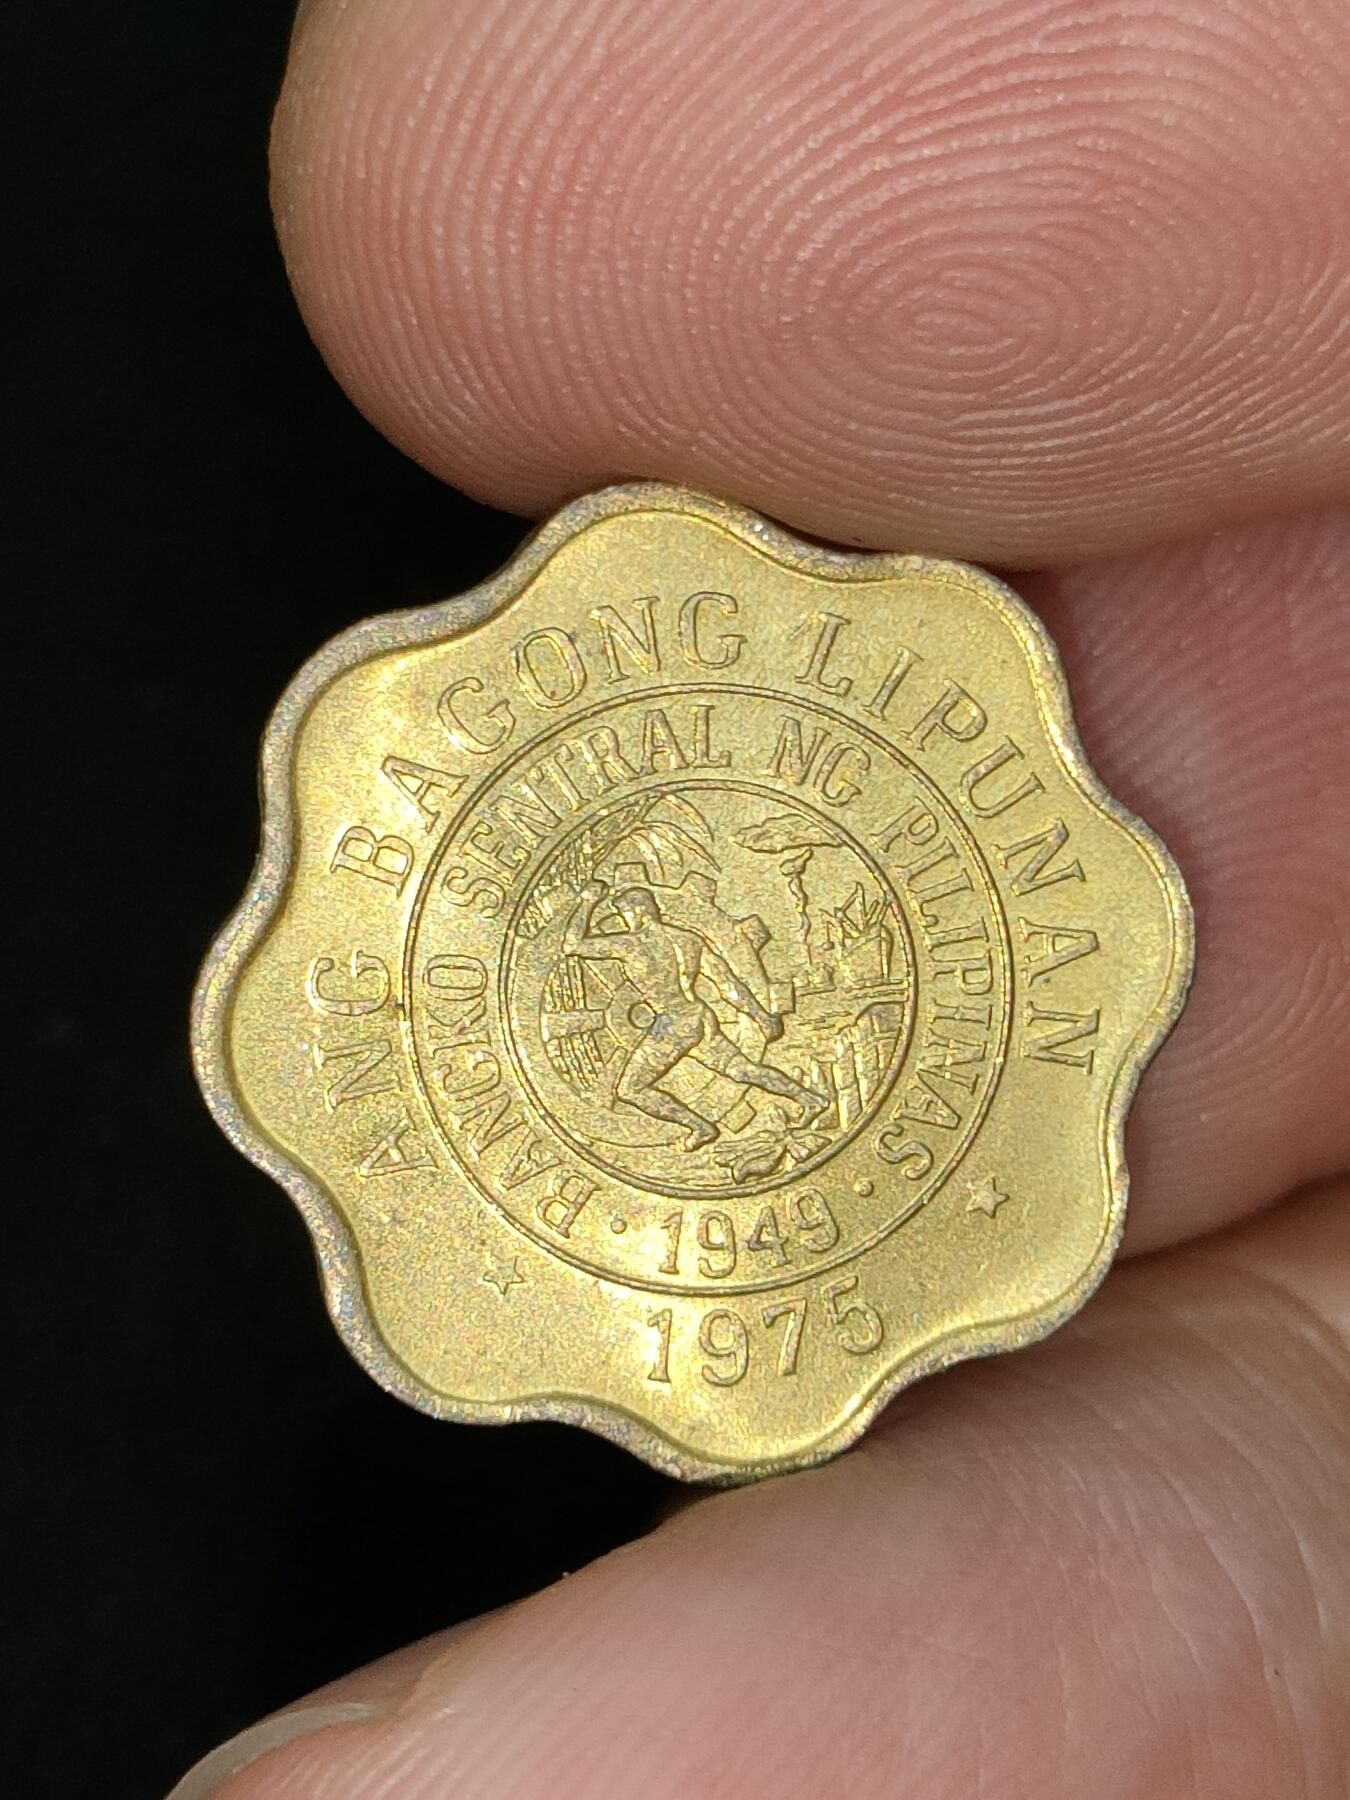 ANG BAGONG LIPUNAN
BANGKO SENTRAL NG PILIPINAS
· 1949 ·
1975